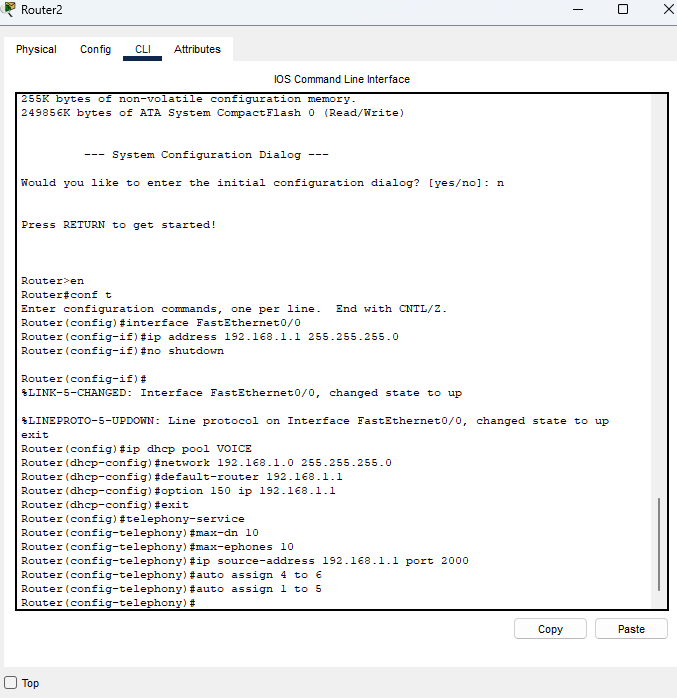 Router2
Physical Config CLI Attributes
IOS Command Line Interface
255K bytes of non-volatile configuration memory.
249856K bytes of ATA System CompactFlash 0 (Read/Write)
--- System Configuration Dialog ---
Would you like to enter the initial configuration dialog? [yes/no]: n
Press RETURN to get started!
Router>en
Router#conf t
Enter configuration commands, one per line.  End with CNTL/Z.
Router(config)#interface FastEthernet0/0
Router(config-if)#ip address 192.168.1.1 255.255.255.0
Router(config-if)#no shutdown
Router(config-if)#
%LINK-5-CHANGED: Interface FastEthernet0/0, changed state to up
%LINEPROTO-5-UPDOWN: Line protocol on Interface FastEthernet0/0, changed state to up
exit
Router(config)#ip dhcp pool VOICE
Router(dhcp-config)#network 192.168.1.0 255.255.255.0
Router(dhcp-config)#default-router 192.168.1.1
Router(dhcp-config)#option 150 ip 192.168.1.1
Router(dhcp-config)#exit
Router(config)#telephony-service
Router(config-telephony)#max-dn 10
Router(config-telephony)#max-ephones 10
Router(config-telephony)#ip source-address 192.168.1.1 port 2000
Router(config-telephony)#auto assign 4 to 6
Router(config-telephony)#auto assign 1 to 5
Router(config-telephony)#
Copy Paste
Top